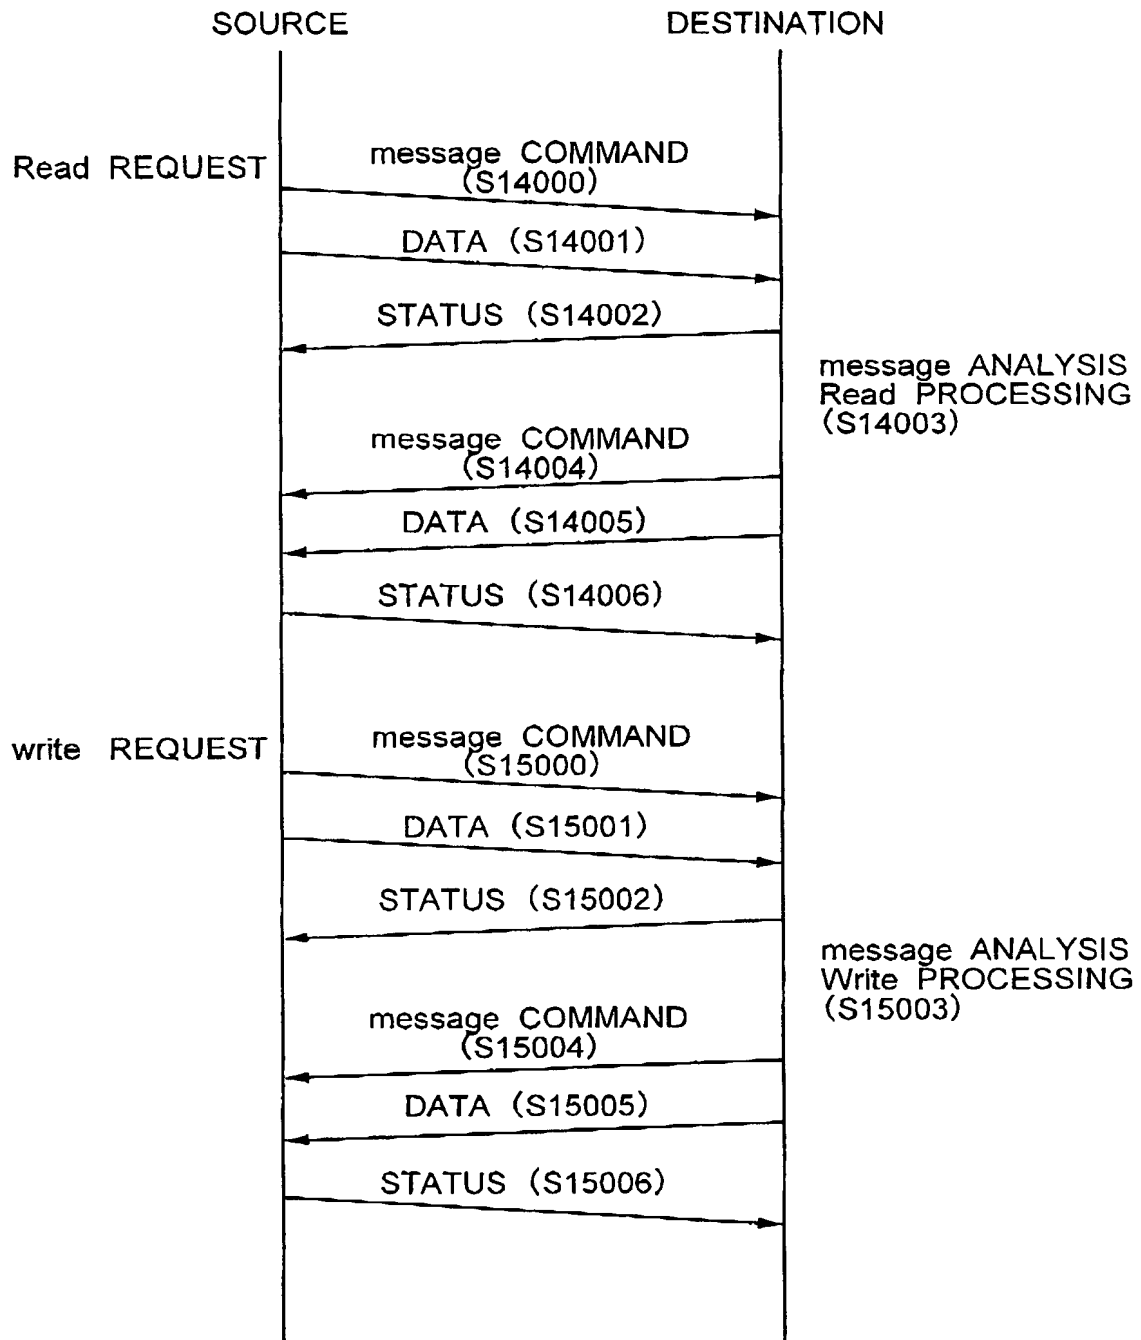 SOURCE
DESTINATION
Read REQUEST
message COMMAND
(S14000)
DATA (S14001)
STATUS (S14002)
message ANALYSIS
Read PROCESSING
(S14003)
message COMMAND
(S14004)
DATA (S14005)
STATUS (S14006)
write REQUEST
message COMMAND
(S15000)
DATA (S15001)
STATUS (S15002)
message ANALYSIS
Write PROCESSING
(S15003)
message COMMAND
(S15004)
DATA (S15005)
STATUS (S15006)